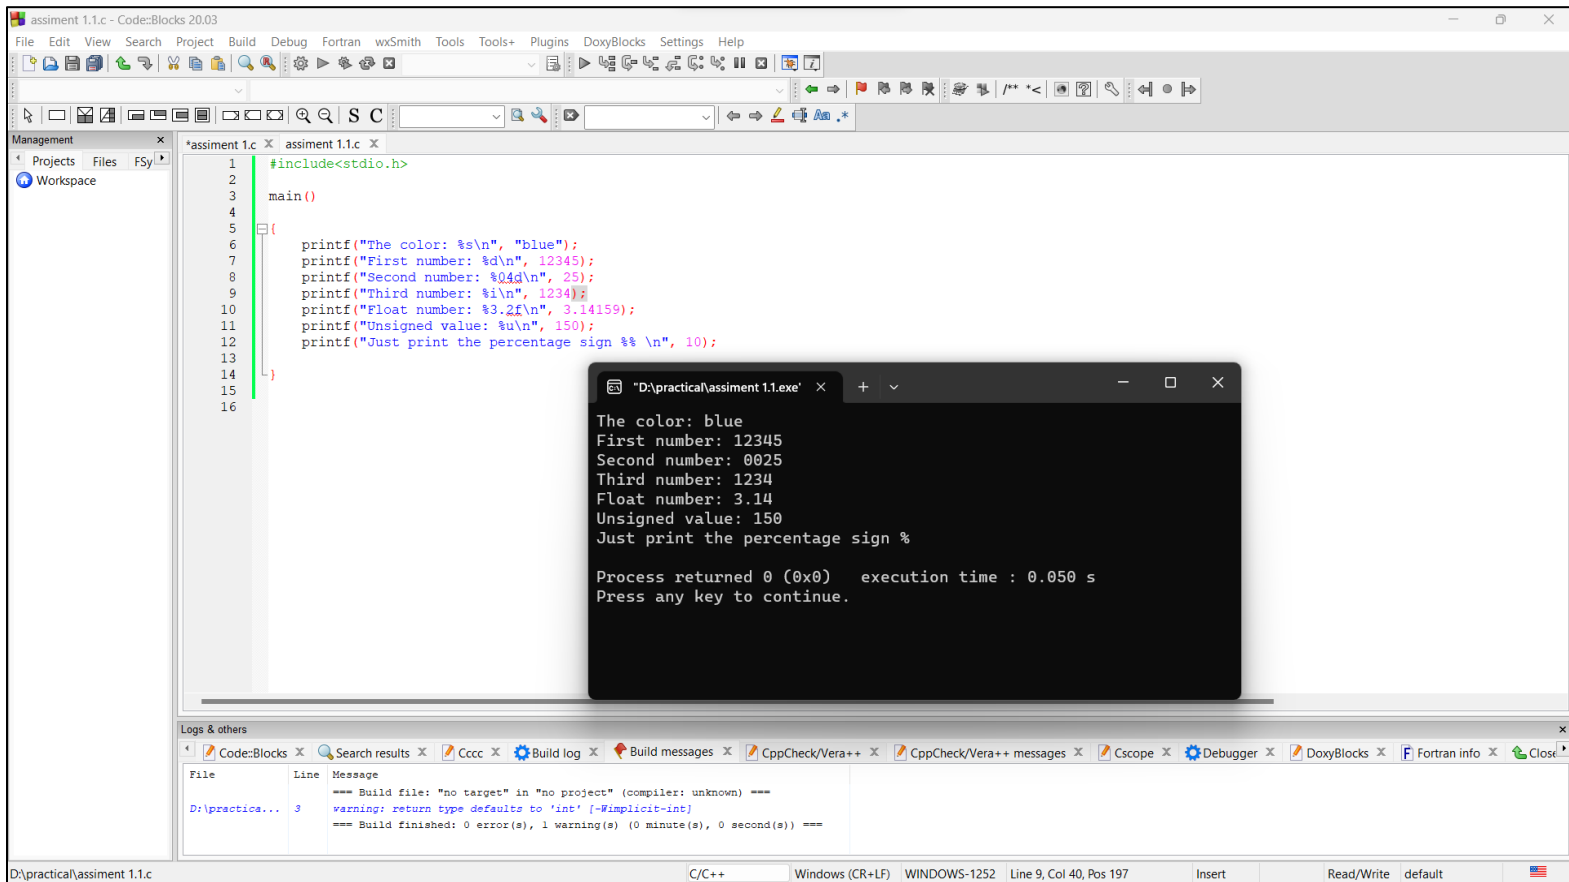 assiment 1.1.c - Code::Blocks 20.03
File Edit View Search Project Build Debug Fortran wxSmith Tools Tools+ Plugins DoxyBlocks Settings Help
/** *<
S C
Aa .*
Management
*assiment 1.c assiment 1.1.c
Projects Files FSy
Workspace
1 #include<stdio.h>
2
3 main()
4
5 {
6 printf("The color: %s\n", "blue");
7 printf("First number: %d\n", 12345);
8 printf("Second number: %04d\n", 25);
9 printf("Third number: %i\n", 1234);
10 printf("Float number: %3.2f\n", 3.14159);
11 printf("Unsigned value: %u\n", 150);
12 printf("Just print the percentage sign %% \n", 10);
13
14 }
15
16
"D:\practical\assiment 1.1.exe'
The color: blue
First number: 12345
Second number: 0025
Third number: 1234
Float number: 3.14
Unsigned value: 150
Just print the percentage sign %
Process returned 0 (0x0) execution time : 0.050 s
Press any key to continue.
Logs & others
Code::Blocks Search results Cccc Build log Build messages CppCheck/Vera++ CppCheck/Vera++ messages Cscope Debugger DoxyBlocks Fortran info Close
File Line Message
=== Build file: "no target" in "no project" (compiler: unknown) ===
D:\practica... 3 warning: return type defaults to 'int' [-Wimplicit-int]
=== Build finished: 0 error(s), 1 warning(s) (0 minute(s), 0 second(s)) ===
D:\practical\assiment 1.1.c C/C++ Windows (CR+LF) WINDOWS-1252 Line 9, Col 40, Pos 197 Insert Read/Write default